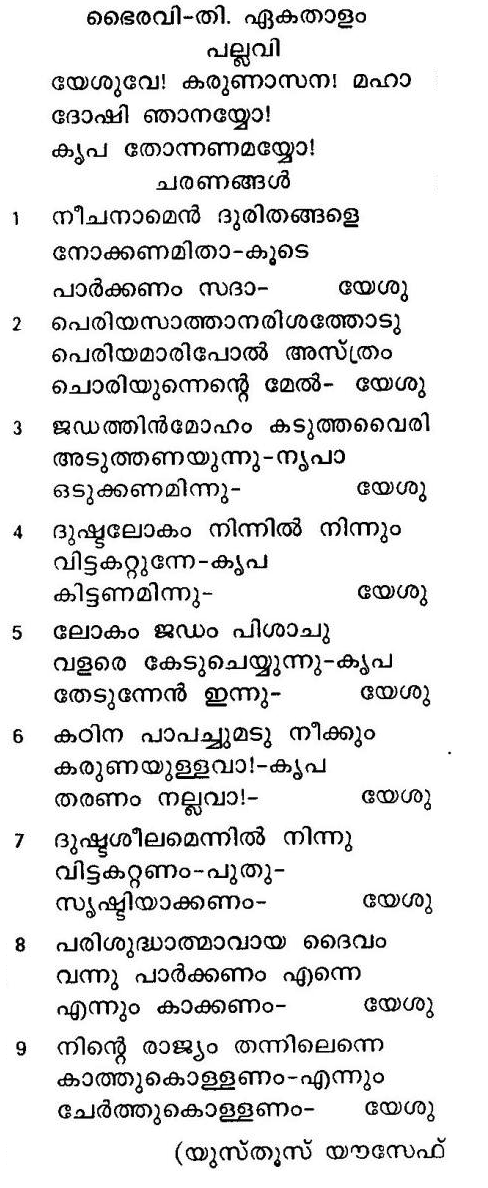 ഭൈരവി-തി. ഏകതാളം
പല്ലവി
യേശുവേ! കരുണാസന! മഹാ
ദോഷി ഞാനയ്യോ!
കൃപ തോന്നണമയ്യോ!
ചരണങ്ങൾ
1 നീചനാമെൻ ദുരിതങ്ങളെ
നോക്കണമിതാ-കൂടെ
പാർക്കണം സദാ- യേശു
2 പെരിയസാത്താനരിശത്തോടു
പെരിയമാരിപോൽ അസ്ത്രം
ചൊരിയുന്നെന്റെ മേൽ- യേശു
3 ജഡത്തിൻമോഹം കടുത്തവൈരി
അടുത്തണയുന്നു-നൃപാ
ഒടുക്കണമിന്നു- യേശു
4 ദുഷ്ടലോകം നിന്നിൽ നിന്നും
വിട്ടകറ്റുന്നേ-കൃപ
കിട്ടണമിന്നു- യേശു
5 ലോകം ജഡം പിശാചു
വളരെ കേടുചെയ്യുന്നു-കൃപ
തേടുന്നേൻ ഇന്നു- യേശു
6 കഠിന പാപച്ചുമടു നീക്കും
കരുണയുള്ളവാ!-കൃപ
തരണം നല്ലവാ!- യേശു
7 ദുഷ്ടശീലമെന്നിൽ നിന്നു
വിട്ടകറ്റണം-പുതു-
സൃഷ്ടിയാക്കണം- യേശു
8 പരിശുദ്ധാത്മാവായ ദൈവം
വന്നു പാർക്കണം എന്നെ
എന്നും കാക്കണം- യേശു
9 നിന്റെ രാജ്യം തന്നിലെന്നെ
കാത്തുകൊള്ളണം-എന്നും
ചേർത്തുകൊള്ളണം- യേശു
(യുസ്തൂസ് യൗസേഫ്